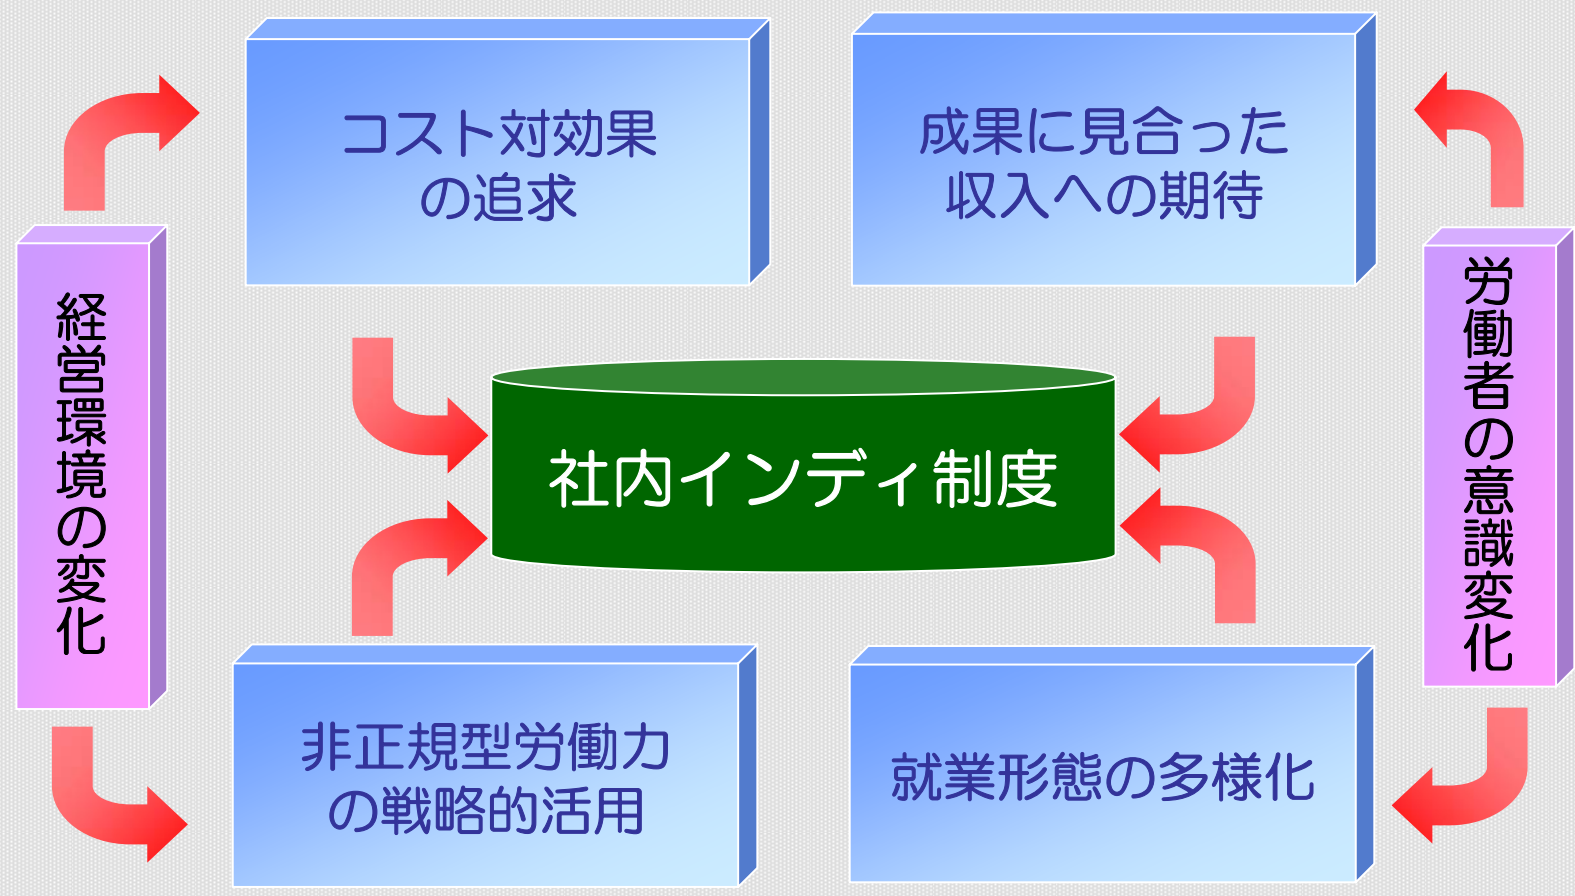 コスト対効果
の追求
成果に見合った
収入への期待
経営環境の変化
労働者の意識変化
社内インディ制度
非正規型労働力
の戦略的活用
就業形態の多様化